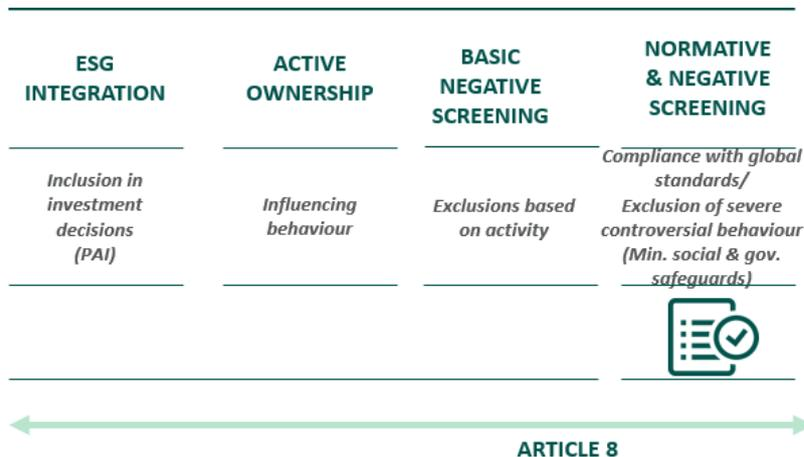 ESG
INTEGRATION
ACTIVE
OWNERSHIP
BASIC
NEGATIVE
SCREENING
NORMATIVE
& NEGATIVE
SCREENING
Inclusion in
investment
decisions
(PAI)
Influencing
behaviour
Exclusions based
on activity
Compliance with global
standards/
Exclusion of severe
controversial behaviour
(Min. social & gov.
safeguards)
ARTICLE 8